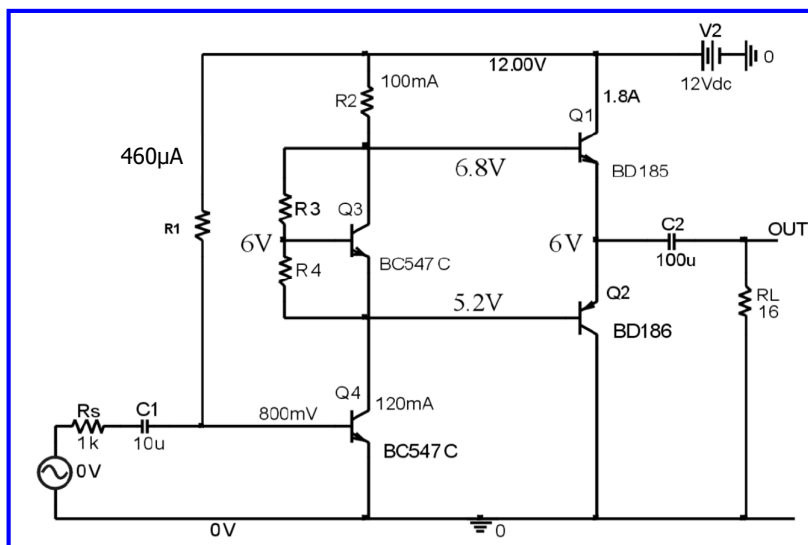 V2
12.00V
0
12Vdc
100mA
R2
1.8A
Q1
460µA
6.8V
BD185
R1
R3
Q3
C2
OUT
6V
6V
R4
BC547C
100u
5.2V
Q2
RL
16
BD186
Q4
120mA
Rs
C1
800mV
1k
10u
BC547C
0V
0V
0